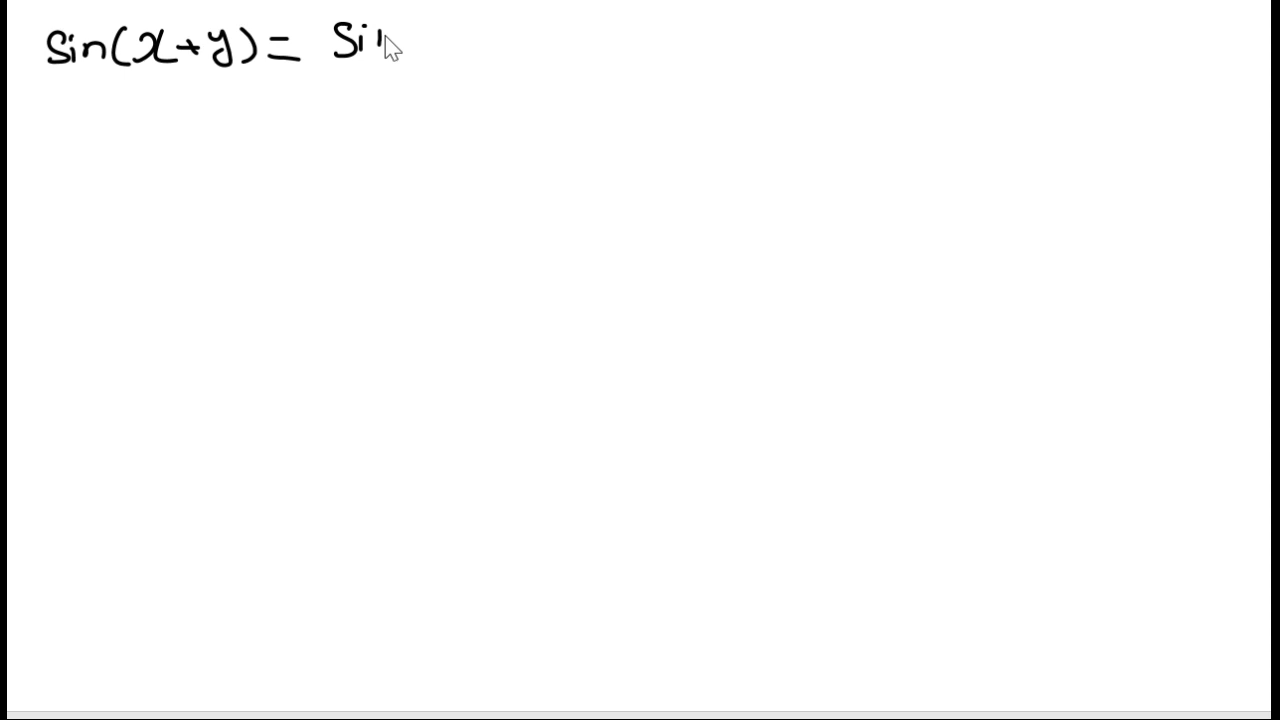 Sin(x+y) = Si